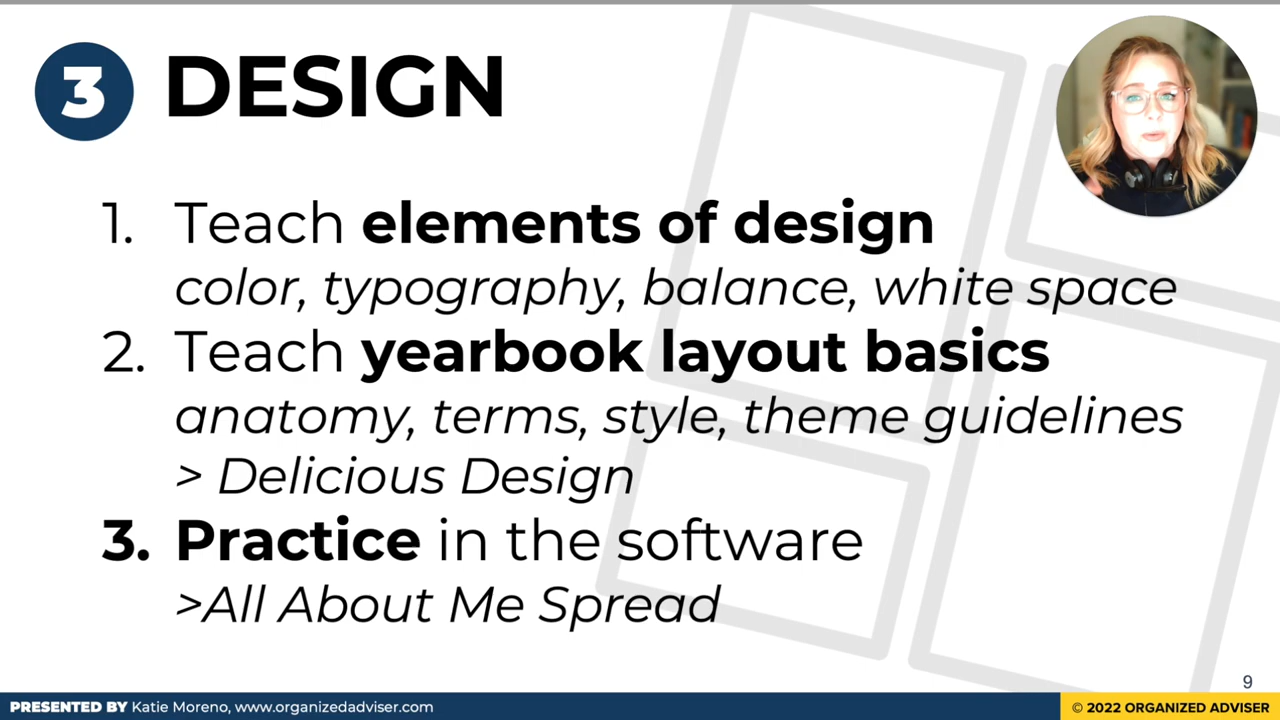 3 DESIGN
1. Teach elements of design
color, typography, balance, white space
2. Teach yearbook layout basics
anatomy, terms, style, theme guidelines
> Delicious Design
3. Practice in the software
>All About Me Spread
9
PRESENTED BY Katie Moreno, www.organizedadviser.com
© 2022 ORGANIZED ADVISER